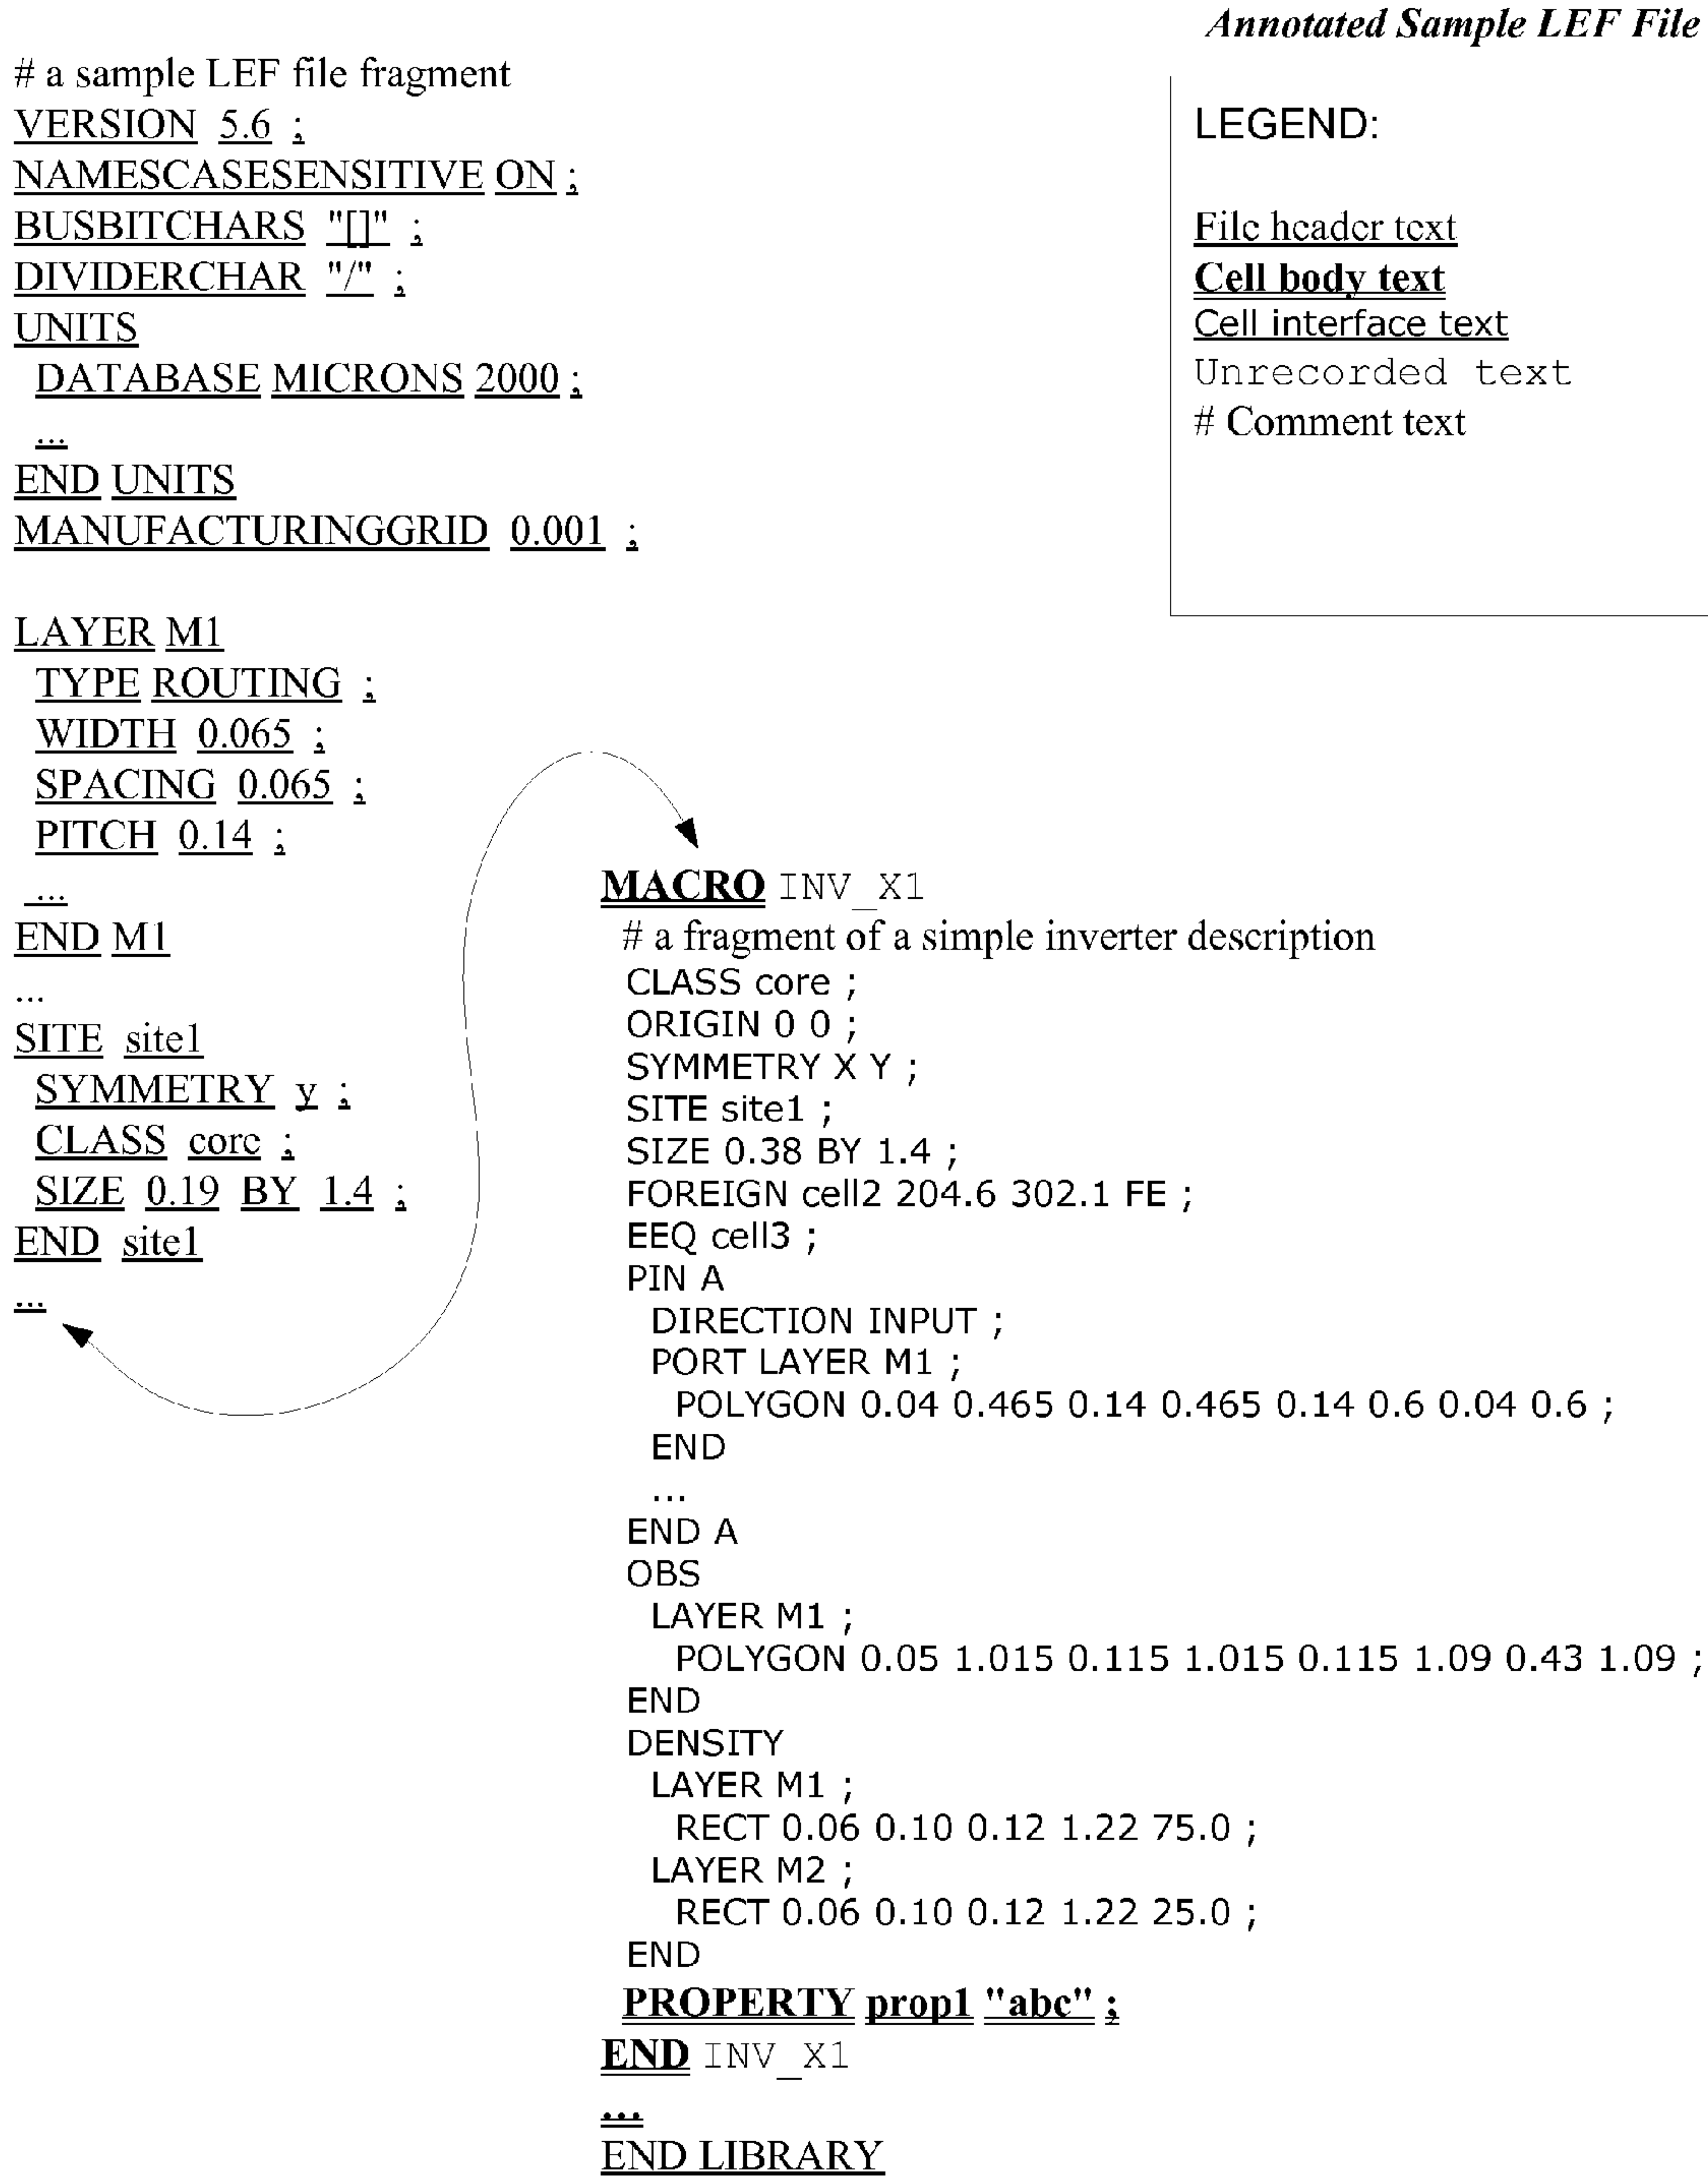 Annotated Sample LEF File
# a sample LEF file fragment
VERSION 5.6 ;
NAMESCASESENSITIVE ON ;
BUSBITCHARS "[]" ;
DIVIDERCHAR "/" ;
UNITS
DATABASE MICRONS 2000 ;
...
END UNITS
MANUFACTURINGGRID 0.001 ;
LAYER M1
TYPE ROUTING ;
WIDTH 0.065 ;
SPACING 0.065 ;
PITCH 0.14 ;
...
END M1
...
SITE site1
SYMMETRY y ;
CLASS core ;
SIZE 0.19 BY 1.4 ;
END site1
...
LEGEND:
File header text
Cell body text
Cell interface text
Unrecorded text
# Comment text
MACRO INV_X1
# a fragment of a simple inverter description
CLASS core ;
ORIGIN 0 0 ;
SYMMETRY X Y ;
SITE site1 ;
SIZE 0.38 BY 1.4 ;
FOREIGN cell2 204.6 302.1 FE ;
EEQ cell3 ;
PIN A
DIRECTION INPUT ;
PORT LAYER M1 ;
POLYGON 0.04 0.465 0.14 0.465 0.14 0.6 0.04 0.6 ;
END
...
END A
OBS
LAYER M1 ;
POLYGON 0.05 1.015 0.115 1.015 0.115 1.09 0.43 1.09 ;
END
DENSITY
LAYER M1 ;
RECT 0.06 0.10 0.12 1.22 75.0 ;
LAYER M2 ;
RECT 0.06 0.10 0.12 1.22 25.0 ;
END
PROPERTY prop1 "abc" ;
END INV_X1
...
END LIBRARY